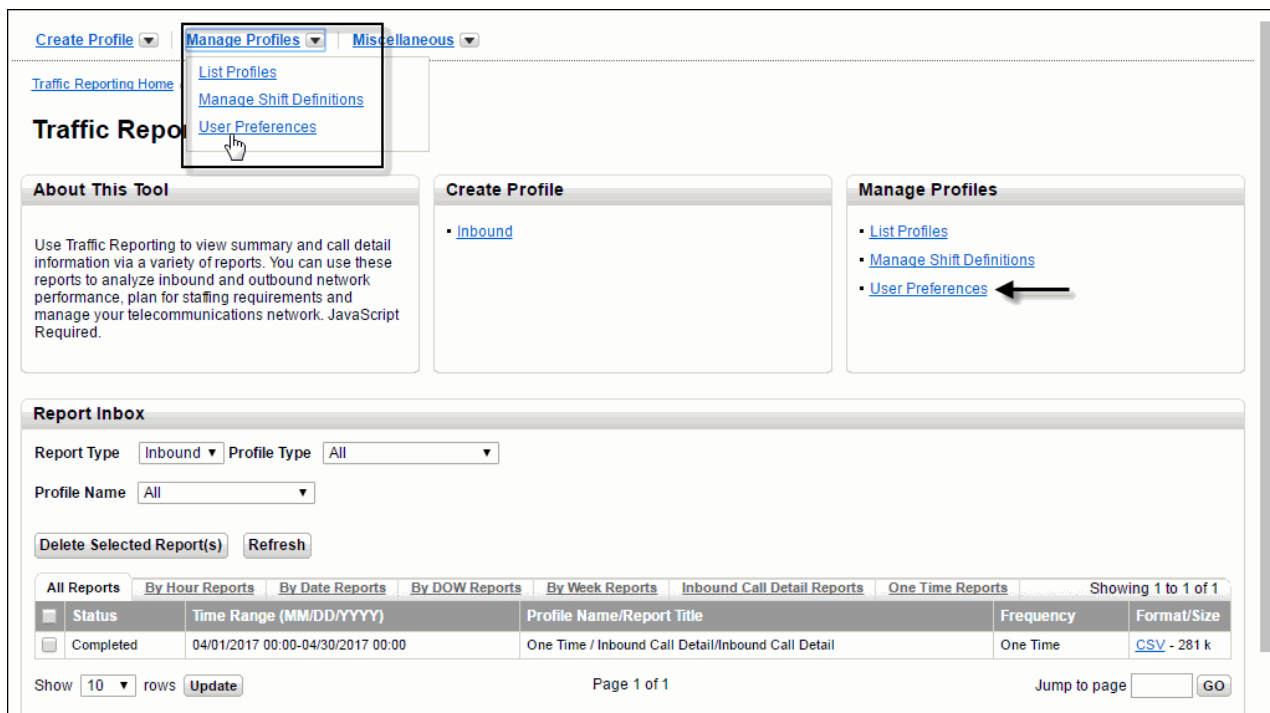 Create Profile Manage Profiles Miscellaneous
List Profiles
Traffic Reporting Home
Manage Shift Definitions
User Preferences
Traffic Repo
About This Tool
Use Traffic Reporting to view summary and call detail
information via a variety of reports. You can use these
reports to analyze inbound and outbound network
performance, plan for staffing requirements and
manage your telecommunications network. JavaScript
Required.
Create Profile
Inbound
Manage Profiles
List Profiles
Manage Shift Definitions
User Preferences
Report Inbox
Report Type Inbound Profile Type All
Profile Name All
Delete Selected Report(s) Refresh
All Reports By Hour Reports By Date Reports By DOW Reports By Week Reports Inbound Call Detail Reports One Time Reports Showing 1 to 1 of 1
Status Time Range (MM/DD/YYYY) Profile Name/Report Title Frequency Format/Size
Completed 04/01/2017 00:00-04/30/2017 00:00 One Time / Inbound Call Detail/Inbound Call Detail One Time CSV - 281 k
Show 10 rows Update Page 1 of 1 Jump to page GO